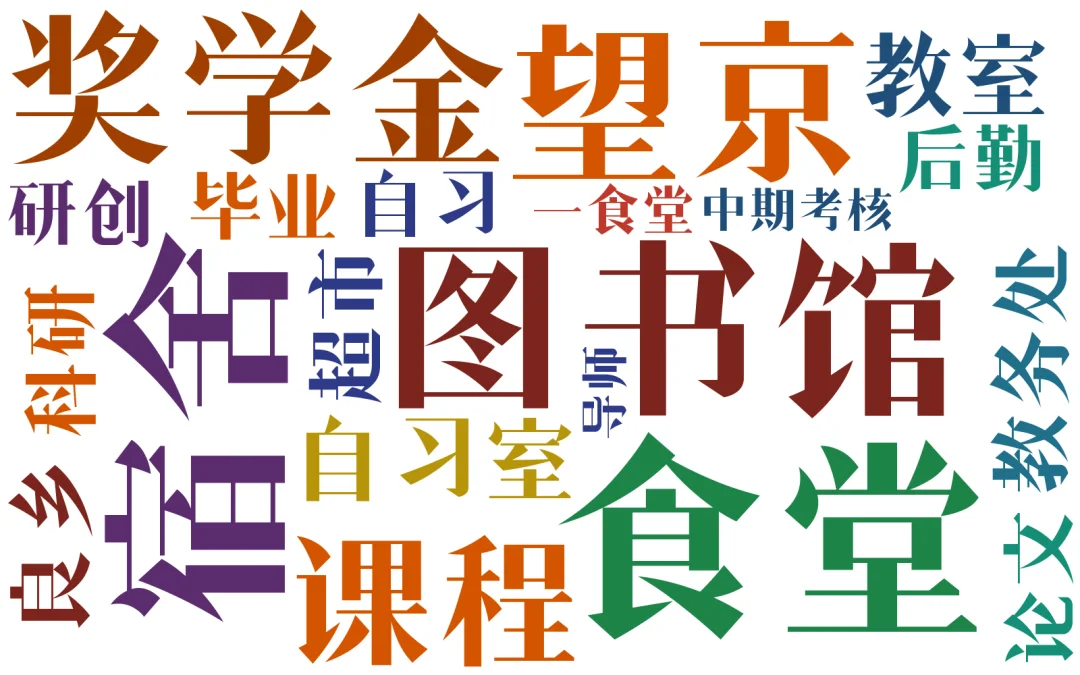 奖学金
望京
教室
后勤
研创
毕业
自习
一食堂
中期考核
科研
宿舍
超市
图书馆
导师
教务处
良乡
自习室
课程
食堂
论文